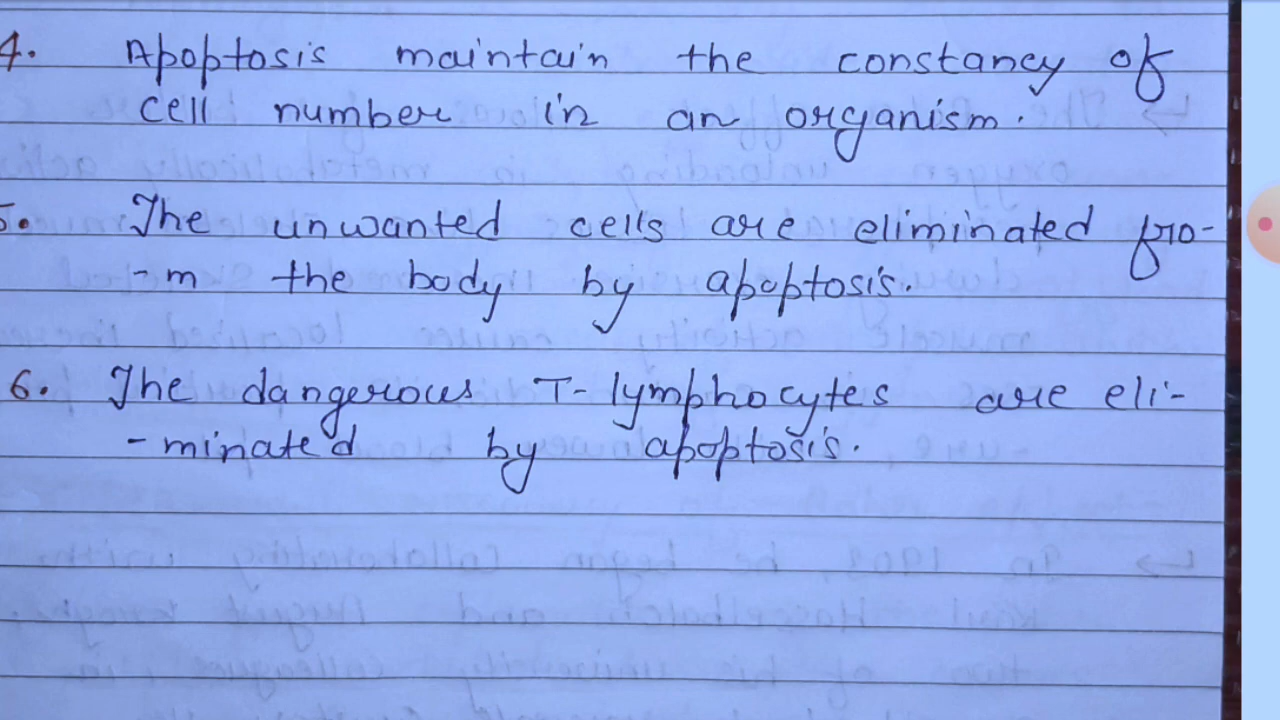 4. Apoptosis maintain the constancy of
cell number in an organism.
5. The unwanted cells are eliminated fro-
-m the body by apoptosis.
6. The dangerous T-lymphocytes are eli-
-minated by apoptosis.